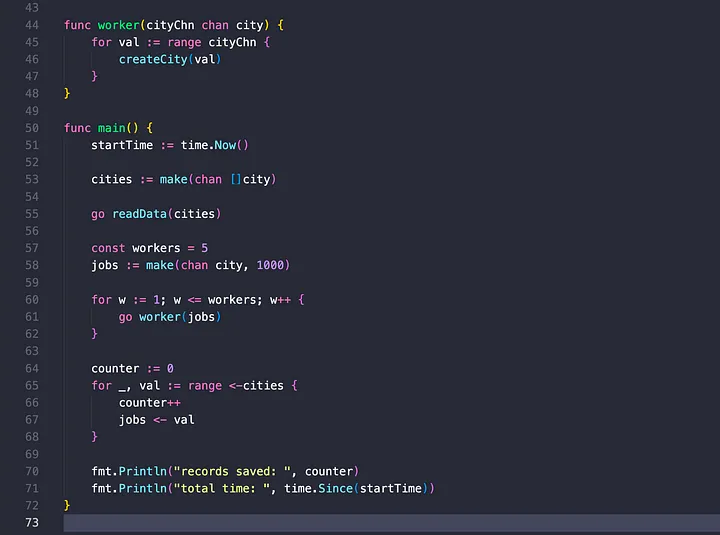 43
44 func worker(cityChn chan city) {
45     for val := range cityChn {
46         createCity(val)
47     }
48 }
49
50 func main() {
51     startTime := time.Now()
52
53     cities := make(chan []city)
54
55     go readData(cities)
56
57     const workers = 5
58     jobs := make(chan city, 1000)
59
60     for w := 1; w <= workers; w++ {
61         go worker(jobs)
62     }
63
64     counter := 0
65     for _, val := range <-cities {
66         counter++
67         jobs <- val
68     }
69
70     fmt.Println("records saved: ", counter)
71     fmt.Println("total time: ", time.Since(startTime))
72 }
73